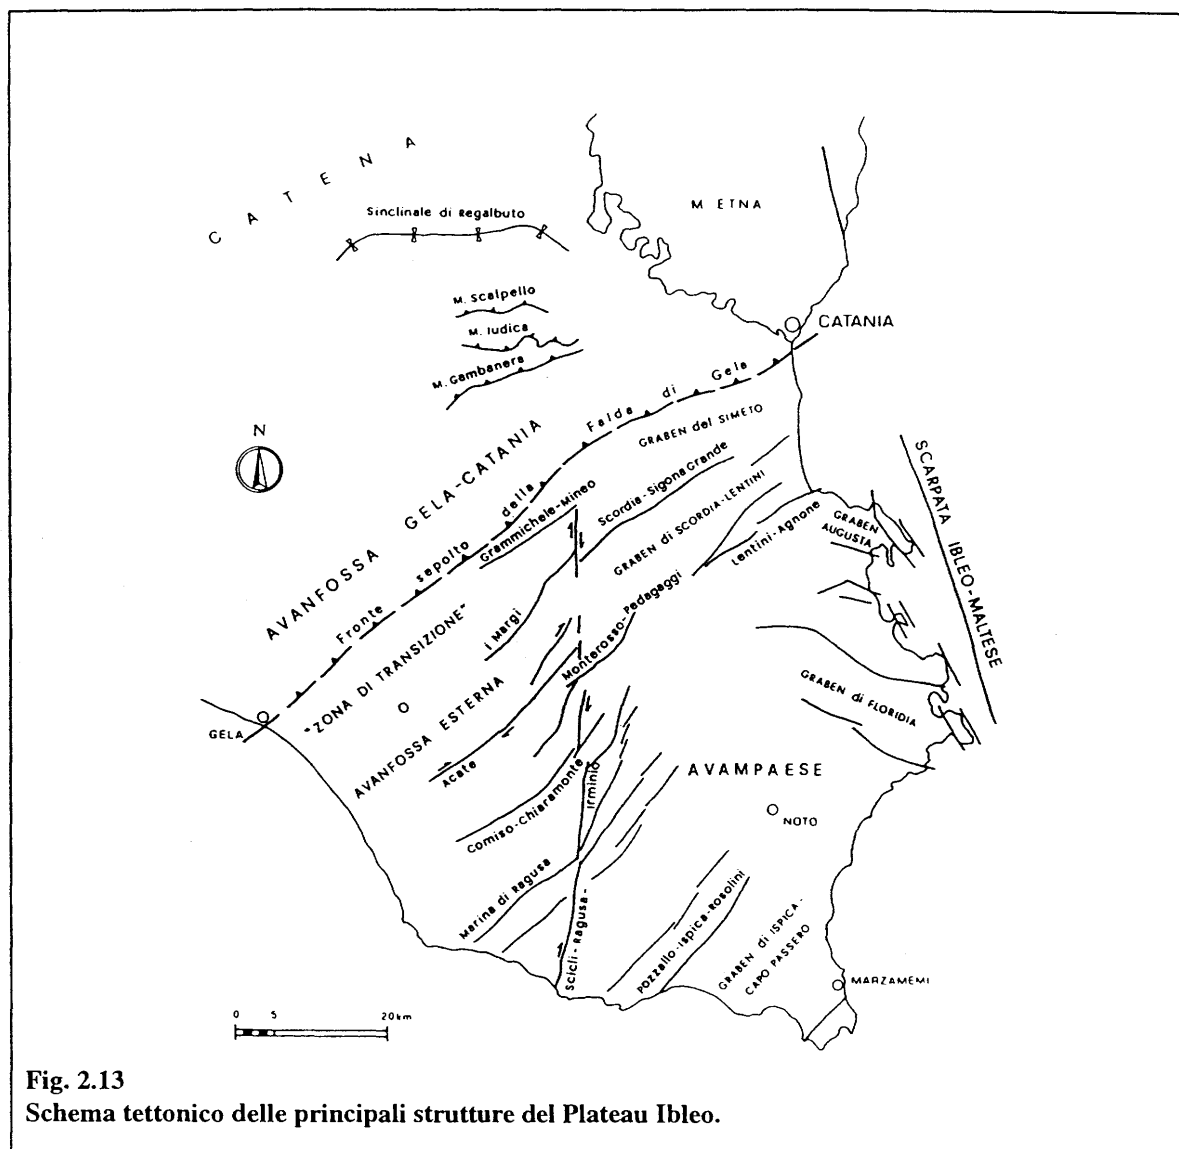 CATENA
Sinclinale di Regalbuto
M ETNA
M. Scalpello
M. Iudica
M. Gambanera
CATANIA
N
AVANFOSSA GELA-CATANIA
Fronte sepolto della Falda di Gela
GRABEN del SIMETO
Grammichele-Mineo
Scordia-Sigona Grande
GRABEN di SCORDIA-LENTINI
Lentini-Agnone
GRABEN
AUGUSTA
SCARPATA IBLEO-MALTESE
"ZONA DI TRANSIZIONE"
i Margi
Monterosso-Pedagaggi
GRABEN di FLORIDIA
GELA
AVANFOSSA ESTERNA
Acate
AVAMPAESE
Comiso-Chiaramonte
NOTO
Marina di Ragusa
Scicli-Ragusa-Irminio
Pozzallo-Ispica-Rosolini
GRABEN di ISPICA-
CAPO PASSERO
MARZAMEMI
0 5 20km
Fig. 2.13
Schema tettonico delle principali strutture del Plateau Ibleo.